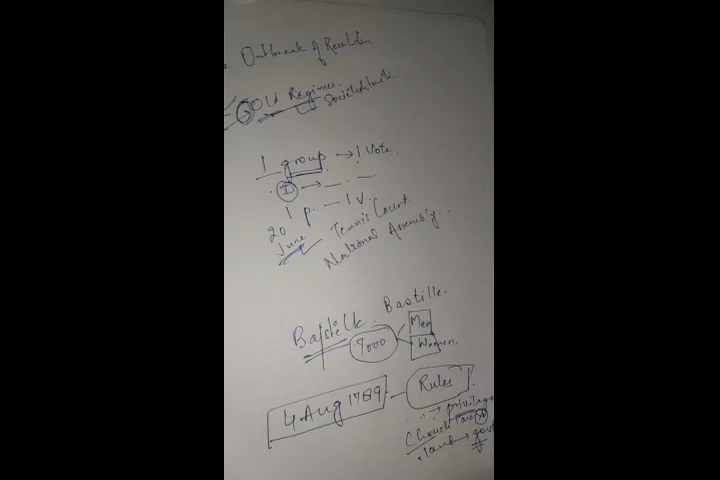 Outbreak of Revolution
Old Regimes.
1 group → 1 Vote.
I → — . —
1 p. — 1 V.
20 June Tennis Court.
National Assembly...
Bastille. Bastille.
7000 Men
Women.
4 Aug 1789 — Rules
→ privilege
Church Tax
. land → govt